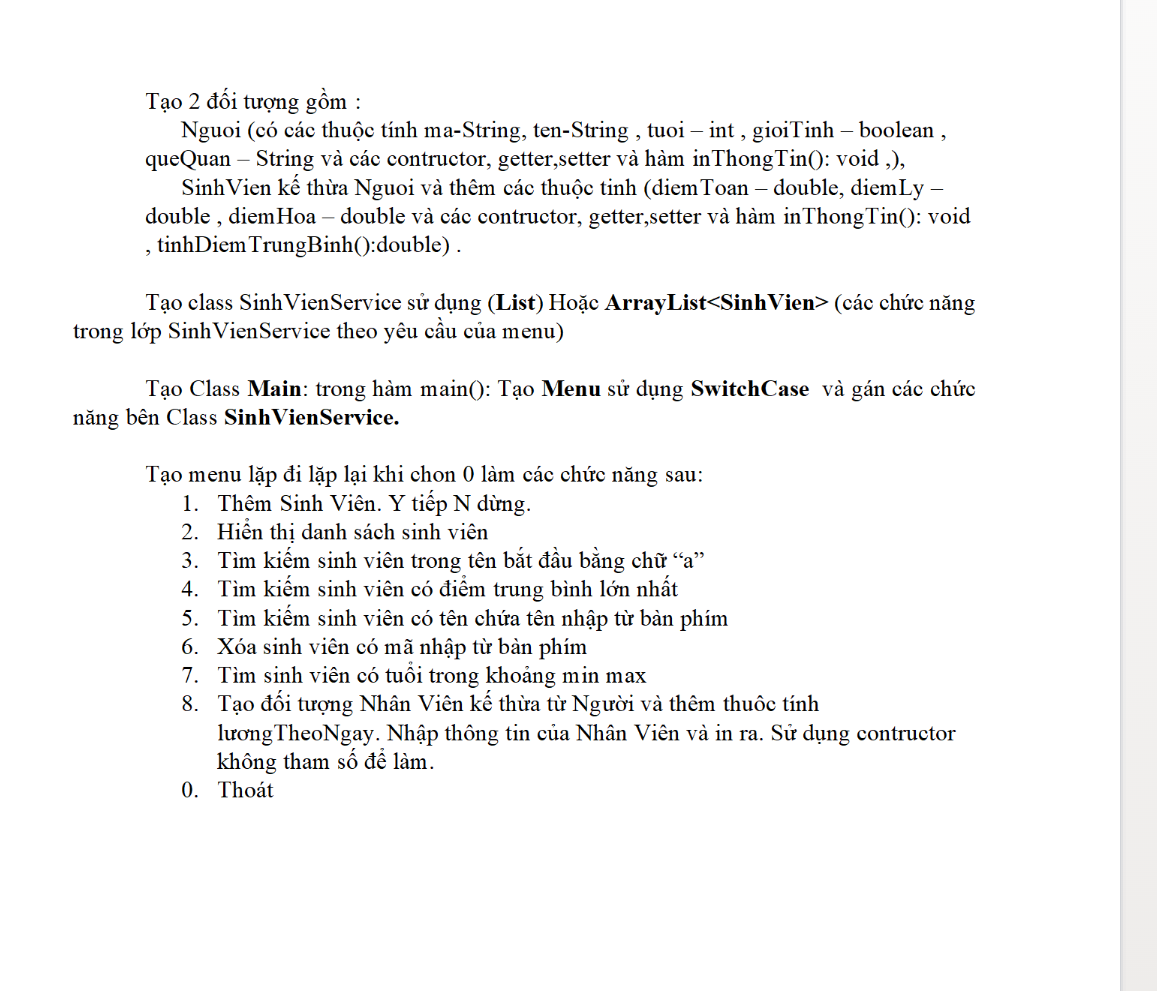 Tạo 2 đối tượng gồm :
Nguoi (có các thuộc tính ma-String, ten-String , tuoi – int , gioiTinh – boolean ,
queQuan – String và các contructor, getter,setter và hàm inThongTin(): void ,),
SinhVien kế thừa Nguoi và thêm các thuộc tinh (diemToan – double, diemLy –
double , diemHoa – double và các contructor, getter,setter và hàm inThongTin(): void
, tinhDiemTrungBinh():double) .
Tạo class SinhVienService sử dụng (List) Hoặc ArrayList<SinhVien> (các chức năng
trong lớp SinhVienService theo yêu cầu của menu)
Tạo Class Main: trong hàm main(): Tạo Menu sử dụng SwitchCase và gán các chức
năng bên Class SinhVienService.
Tạo menu lặp đi lặp lại khi chon 0 làm các chức năng sau:
1. Thêm Sinh Viên. Y tiếp N dừng.
2. Hiển thị danh sách sinh viên
3. Tìm kiếm sinh viên trong tên bắt đầu bằng chữ “a”
4. Tìm kiếm sinh viên có điểm trung bình lớn nhất
5. Tìm kiếm sinh viên có tên chứa tên nhập từ bàn phím
6. Xóa sinh viên có mã nhập từ bàn phím
7. Tìm sinh viên có tuổi trong khoảng min max
8. Tạo đối tượng Nhân Viên kế thừa từ Người và thêm thuôc tính
lươngTheoNgay. Nhập thông tin của Nhân Viên và in ra. Sử dụng contructor
không tham số để làm.
0. Thoát